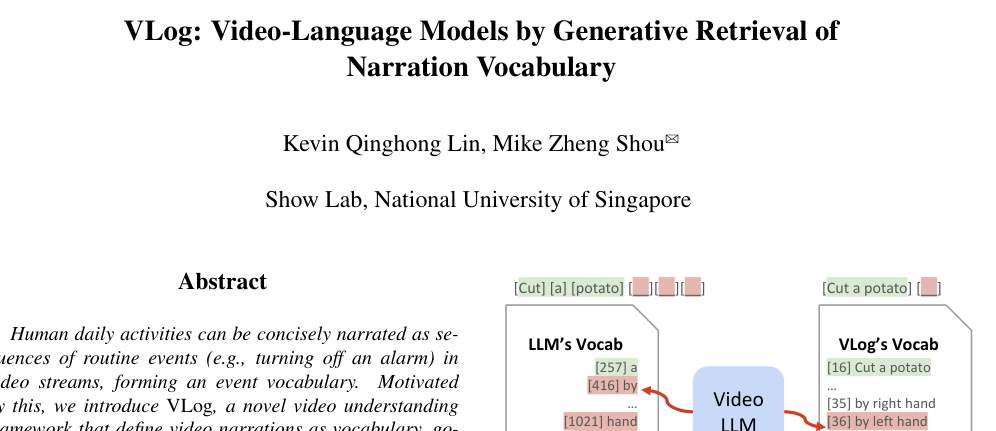 VLog: Video-Language Models by Generative Retrieval of
Narration Vocabulary
Kevin Qinghong Lin, Mike Zheng Shou✉
Show Lab, National University of Singapore
Abstract
Human daily activities can be concisely narrated as se-
uences of routine events (e.g., turning off an alarm) in
deo streams, forming an event vocabulary. Motivated
y this, we introduce VLog, a novel video understanding
amework that define video narrations as vocabulary, go-
[Cut] [a] [potato] [__][__][__]
LLM's Vocab
[257] a
[416] by
...
[1021] hand
Video
LLM
[Cut a potato] [__]
VLog's Vocab
[16] Cut a potato
...
[35] by right hand
[36] by left hand